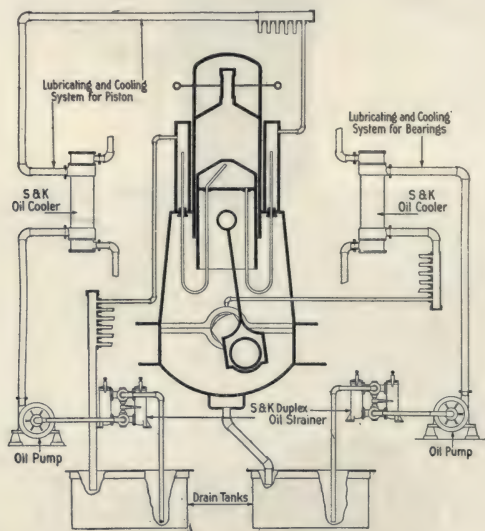 Lubricating and Cooling
System for Piston
Lubricating and Cooling
System for Bearings
S & K
Oil Cooler
S & K
Oil Cooler
S & K Duplex
Oil Strainer
Oil Pump
Oil Pump
Drain Tanks